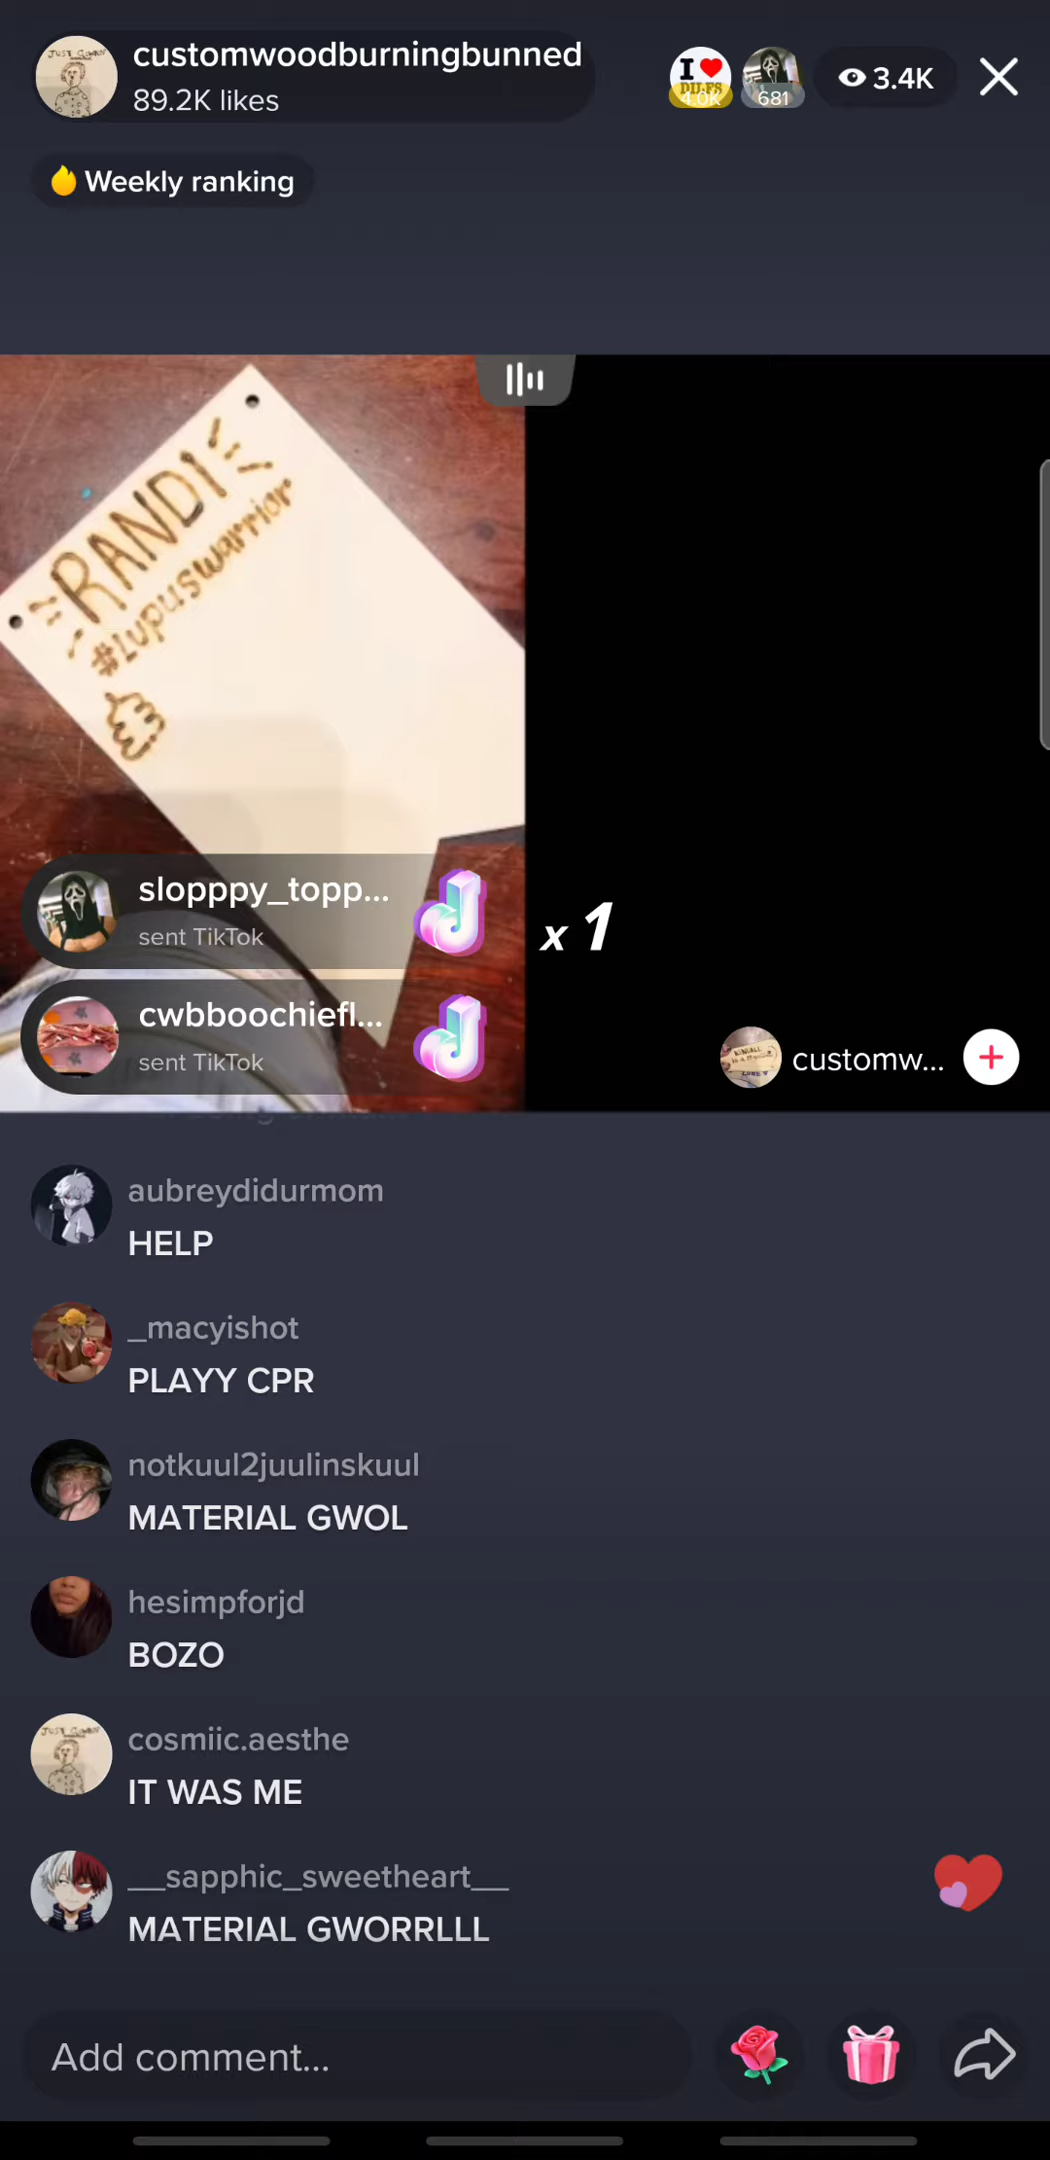 customwoodburningbunned
89.2K likes
I ❤️
DILFS
4.0K
681
3.4K
Weekly ranking
RANDI
#lupuswarrior
slopppy_topp...
sent TikTok
x 1
cwbboochiefl...
sent TikTok
customw...
aubreydidurmom
HELP
_macyishot
PLAYY CPR
notkuul2juulinskuul
MATERIAL GWOL
hesimpforjd
BOZO
cosmiic.aesthe
IT WAS ME
__sapphic_sweetheart__
MATERIAL GWORRLLL
Add comment...